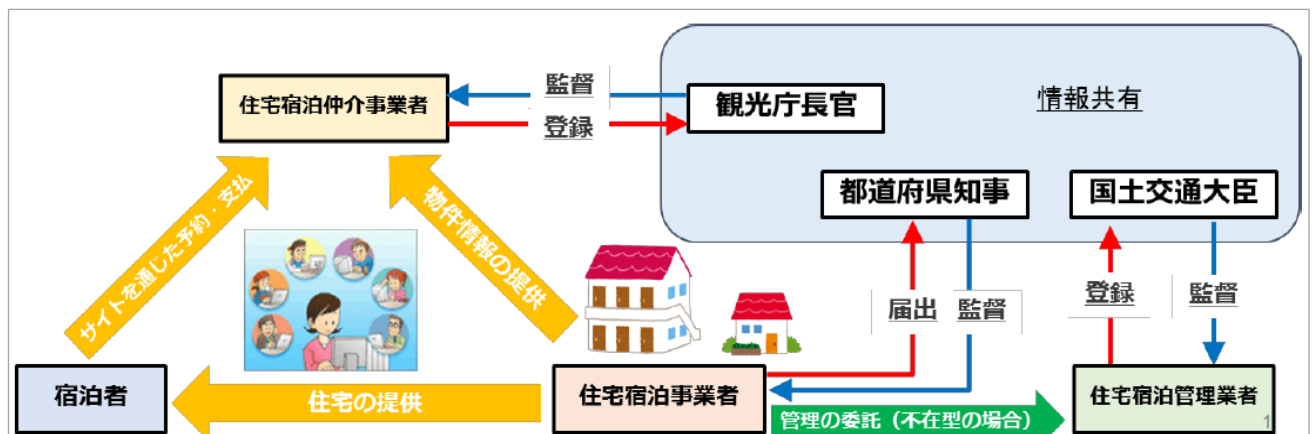 監督
住宅宿泊仲介事業者
観光庁長官
情報共有
登録
都道府県知事
国土交通大臣
サイトを通じた予約・支払
物件情報の提供
届出
監督
登録
監督
宿泊者
住宅の提供
住宅宿泊事業者
住宅宿泊管理業者
管理の委託（不在型の場合）
1